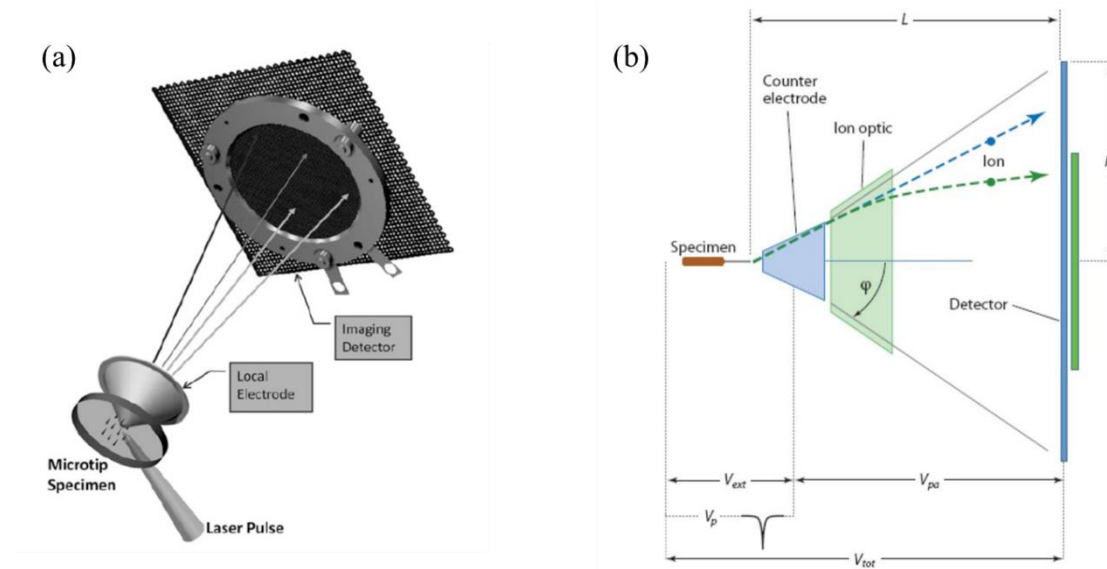 (a)
Imaging
Detector
Local
Electrode
Microtip
Specimen
Laser Pulse
(b)
L
Counter
electrode
Ion optic
Ion
Specimen
φ
Detector
V_ext
V_pa
V_p
V_tot